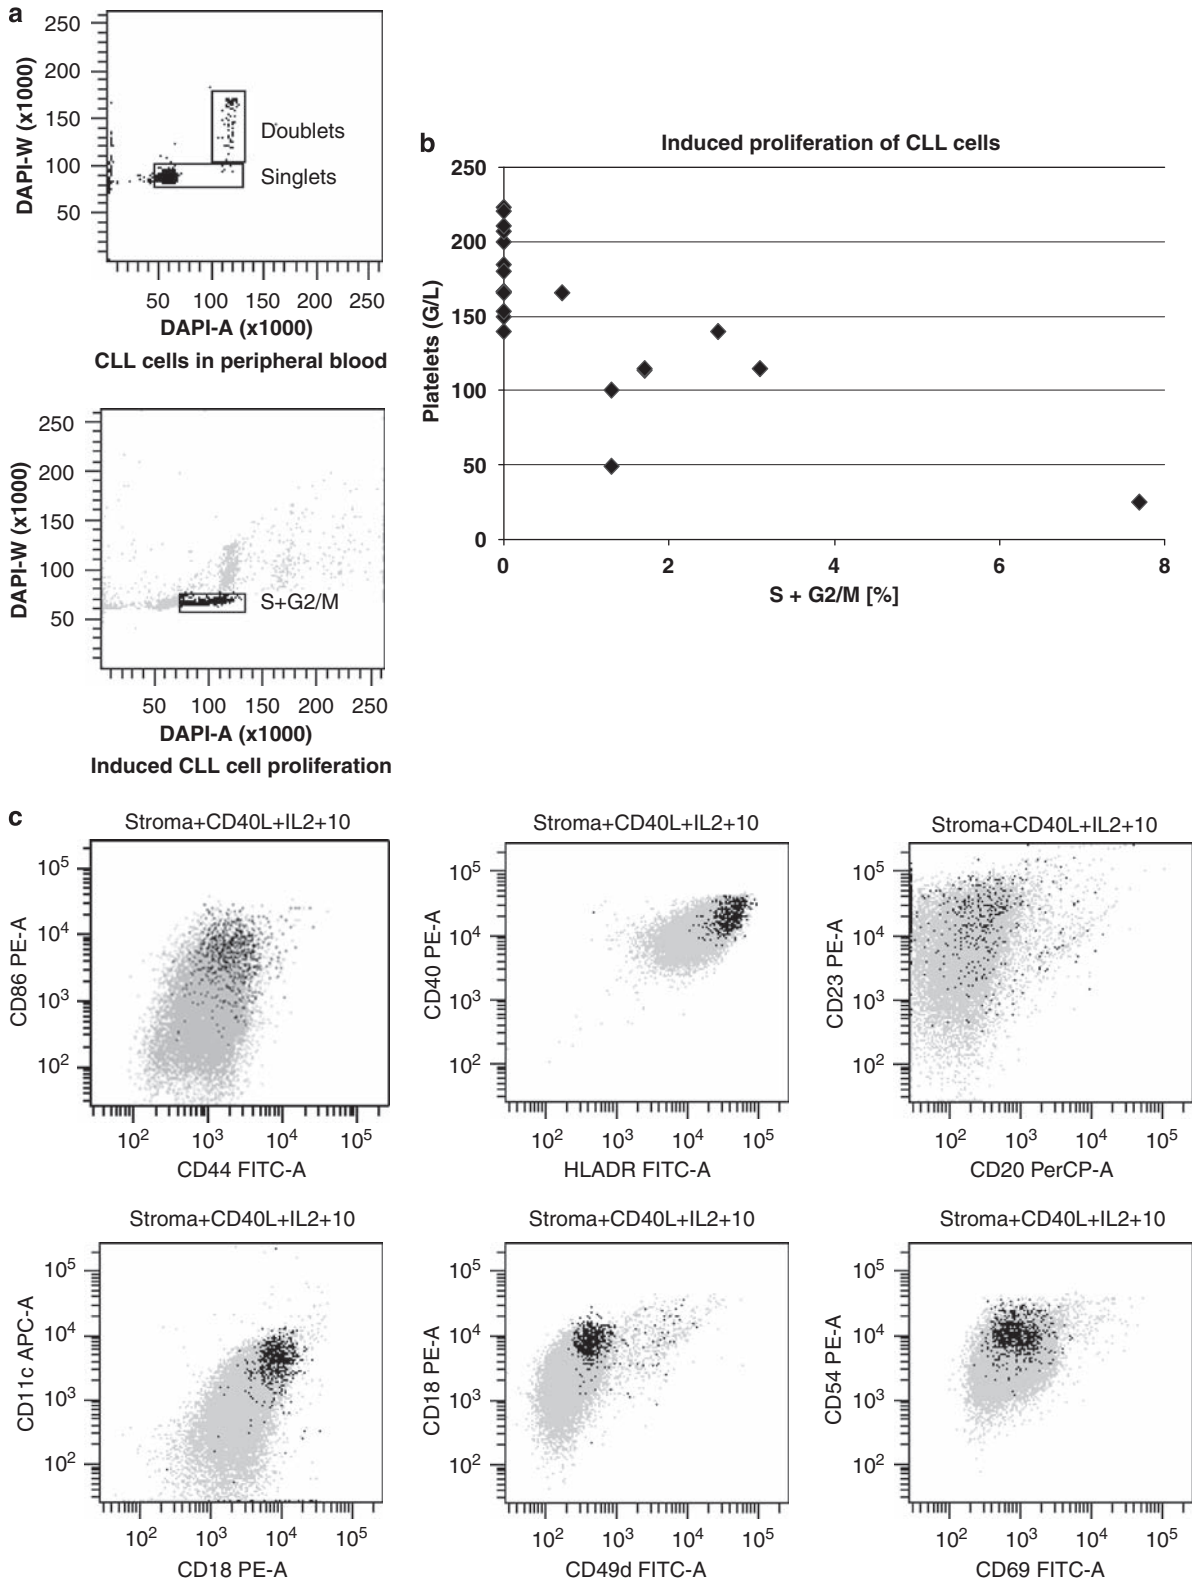 a
250
200
150
100
50
DAPI-W (x1000)
Doublets
Singlets
50 100 150 200 250
DAPI-A (x1000)
CLL cells in peripheral blood
250
200
150
100
50
DAPI-W (x1000)
S+G2/M
50 100 150 200 250
DAPI-A (x1000)
Induced CLL cell proliferation
b
Induced proliferation of CLL cells
250
200
150
100
50
0
Platelets (G/L)
0 2 4 6 8
S + G2/M [%]
c
Stroma+CD40L+IL2+10
10⁵
10⁴
10³
10²
CD86 PE-A
10² 10³ 10⁴ 10⁵
CD44 FITC-A
Stroma+CD40L+IL2+10
10⁵
10⁴
10³
10²
CD40 PE-A
10² 10³ 10⁴ 10⁵
HLADR FITC-A
Stroma+CD40L+IL2+10
10⁵
10⁴
10³
10²
CD23 PE-A
10² 10³ 10⁴ 10⁵
CD20 PerCP-A
Stroma+CD40L+IL2+10
10⁵
10⁴
10³
10²
CD11c APC-A
10² 10³ 10⁴ 10⁵
CD18 PE-A
Stroma+CD40L+IL2+10
10⁵
10⁴
10³
10²
CD18 PE-A
10² 10³ 10⁴ 10⁵
CD49d FITC-A
Stroma+CD40L+IL2+10
10⁵
10⁴
10³
10²
CD54 PE-A
10² 10³ 10⁴ 10⁵
CD69 FITC-A